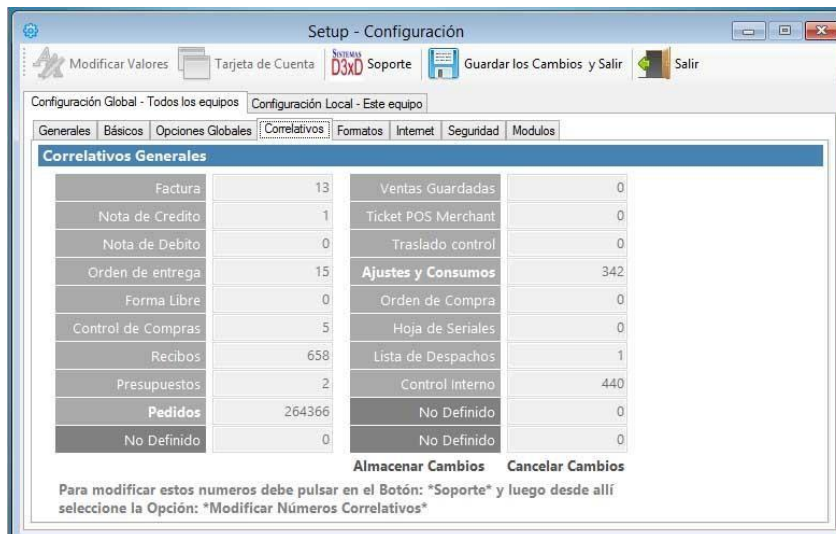 Setup - Configuración
Modificar Valores Tarjeta de Cuenta SISTEMAS D3xD Soporte Guardar los Cambios y Salir Salir
Configuración Global - Todos los equipos Configuración Local - Este equipo
Generales Básicos Opciones Globales Correlativos Formatos Internet Seguridad Modulos
Correlativos Generales
Factura 13 Ventas Guardadas 0
Nota de Credito 1 Ticket POS Merchant 0
Nota de Debito 0 Traslado control 0
Orden de entrega 15 Ajustes y Consumos 342
Forma Libre 0 Orden de Compra 0
Control de Compras 5 Hoja de Seriales 0
Recibos 658 Lista de Despachos 1
Presupuestos 2 Control Interno 440
Pedidos 264366 No Definido 0
No Definido 0 No Definido 0
Almacenar Cambios Cancelar Cambios
Para modificar estos numeros debe pulsar en el Botón: *Soporte* y luego desde allí
seleccione la Opción: *Modificar Números Correlativos*